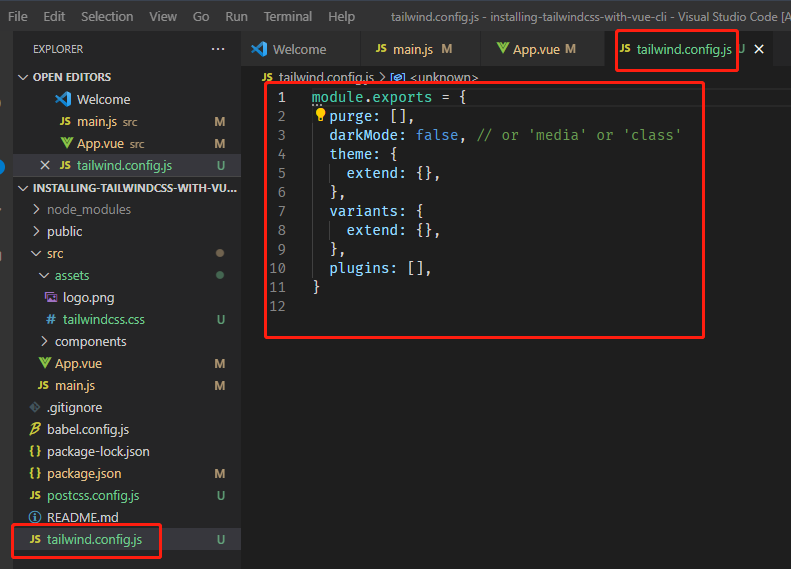 File Edit Selection View Go Run Terminal Help tailwind.config.js - installing-tailwindcss-with-vue-cli - Visual Studio Code [A
EXPLORER ···
OPEN EDITORS
Welcome
JS main.js src M
App.vue src M
JS tailwind.config.js U
INSTALLING-TAILWINDCSS-WITH-VU...
node_modules
public
src
assets
logo.png
# tailwindcss.css U
components
App.vue M
JS main.js M
.gitignore
babel.config.js
{} package-lock.json
{} package.json M
JS postcss.config.js U
README.md
JS tailwind.config.js U
Welcome JS main.js M App.vue M JS tailwind.config.js U
JS tailwind.config.js > <unknown>
1 module.exports = {
2 purge: [],
3 darkMode: false, // or 'media' or 'class'
4 theme: {
5 extend: {},
6 },
7 variants: {
8 extend: {},
9 },
10 plugins: [],
11 }
12